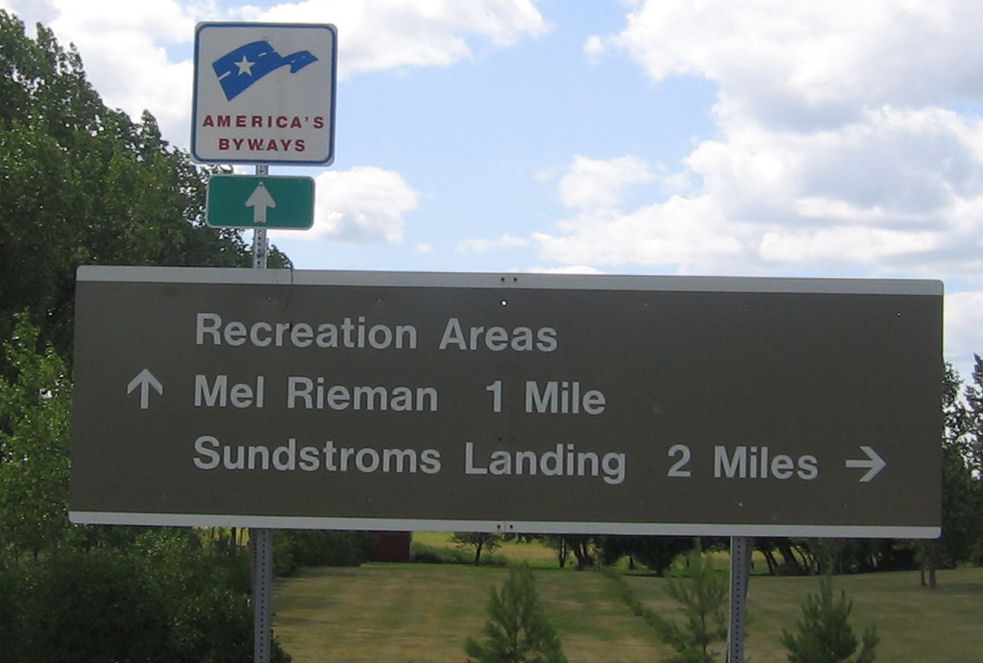 AMERICA'S
BYWAYS
Recreation Areas
Mel Rieman 1 Mile
Sundstroms Landing 2 Miles